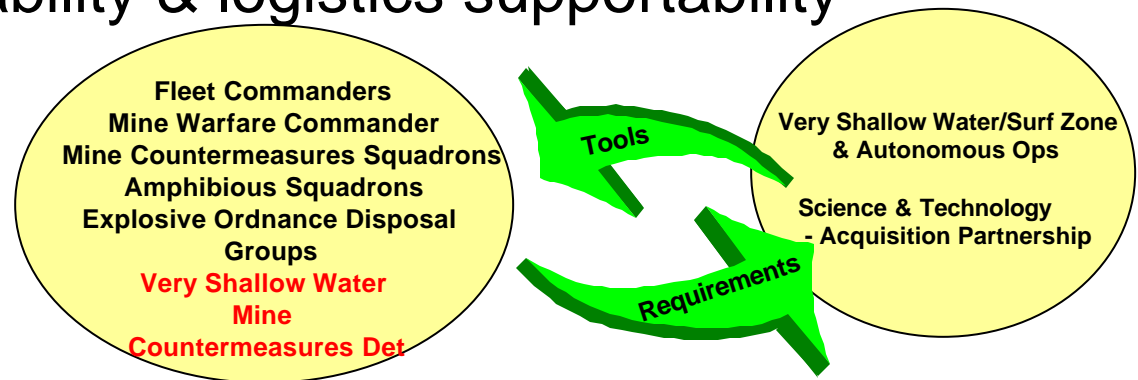 ability & logistics supportability
Fleet Commanders
Mine Warfare Commander
Mine Countermeasures Squadrons
Amphibious Squadrons
Explosive Ordnance Disposal
Groups
Very Shallow Water
Mine
Countermeasures Det
Tools
Requirements
Very Shallow Water/Surf Zone
& Autonomous Ops
Science & Technology
- Acquisition Partnership